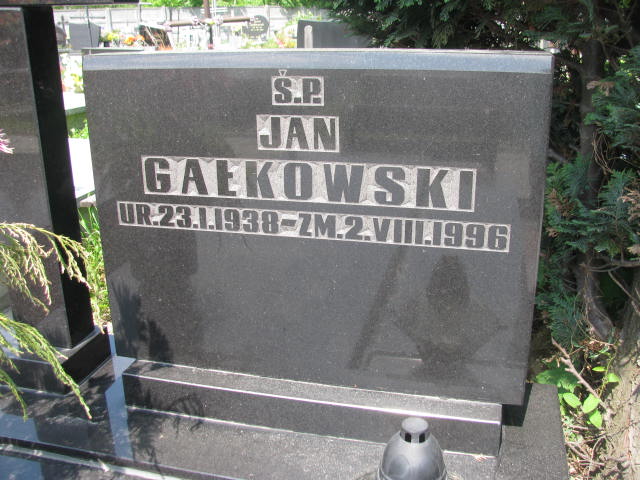 Ś.P.
JAN
GAŁKOWSKI
UR.23.I.1938-ZM.2.VIII.1996